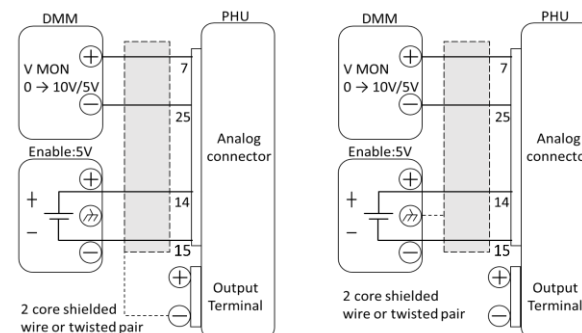 DMM
PHU
V MON
0 → 10V/5V
7
25
Analog
connector
Enable:5V
+
14
−
15
Output
Terminal
2 core shielded
wire or twisted pair
DMM
PHU
V MON
0 → 10V/5V
7
25
Analog
connecto
Enable:5V
+
14
−
15
Output
Terminal
2 core shielded
wire or twisted pair